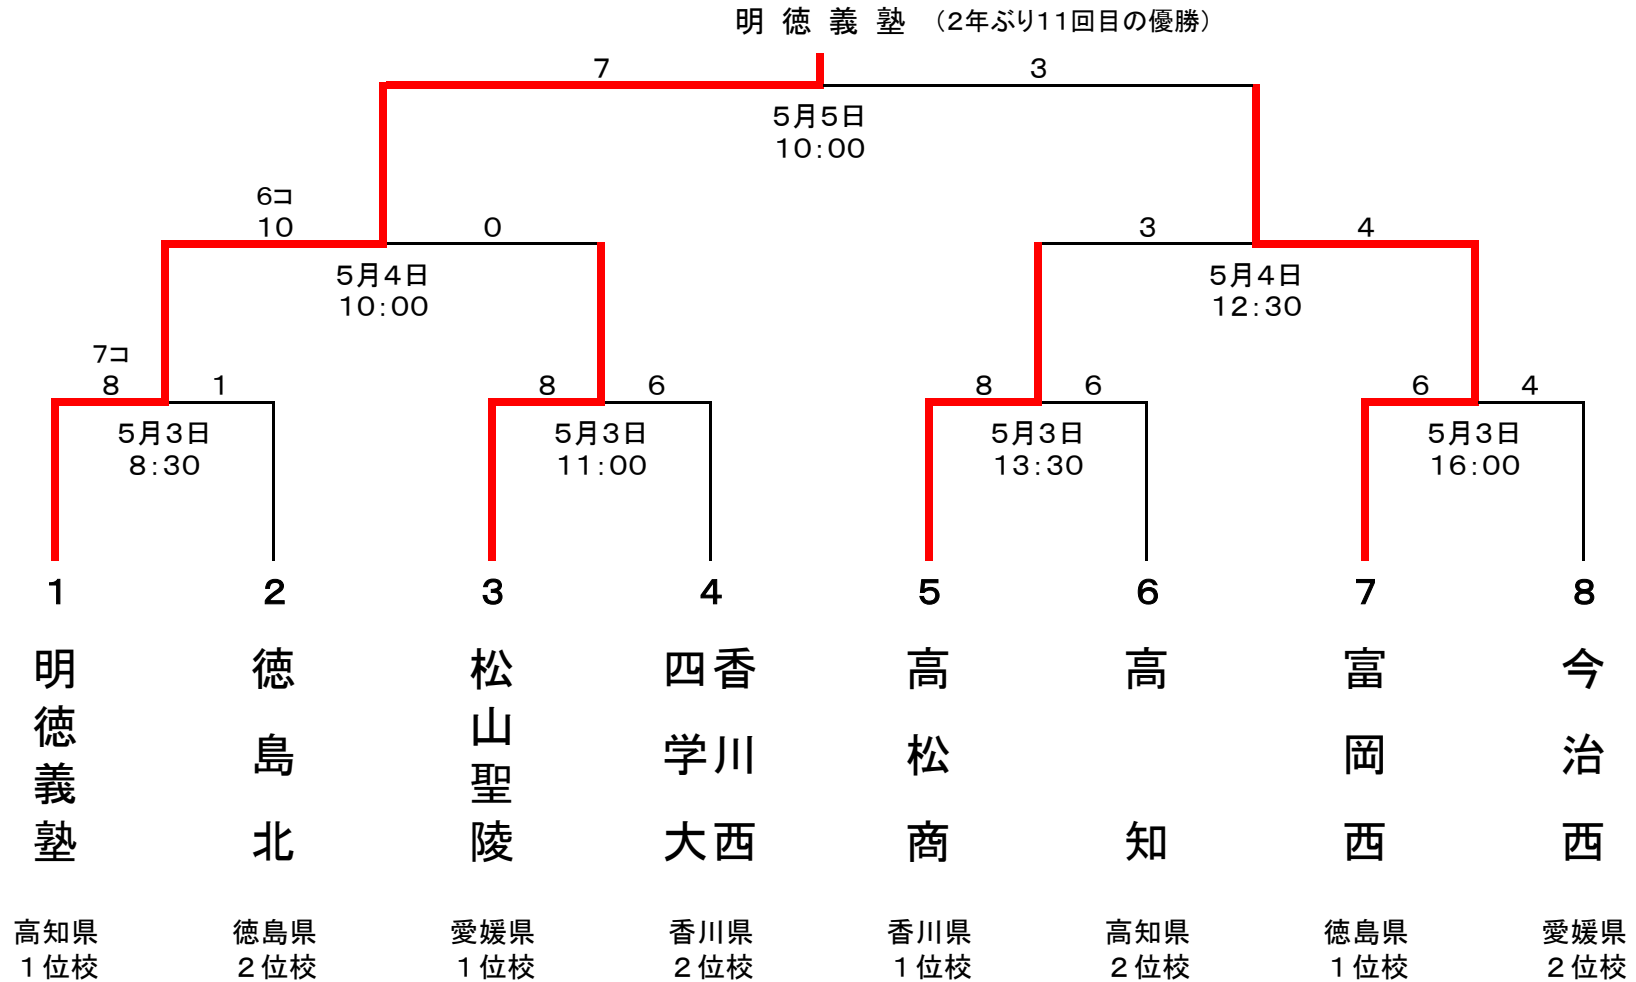 明 徳 義 塾 （２年ぶり１１回目の優勝）
７ ３
５月５日
１０：００
６コ
１０ ０ ３ ４
５月４日 ５月４日
１０：００ １２：３０
７コ
８ １ ８ ６ ８ ６ ６ ４
５月３日 ５月３日 ５月３日 ５月３日
８：３０ １１：００ １３：３０ １６：００
１ ２ ３ ４ ５ ６ ７ ８
明徳義塾
徳島北
松山聖陵
香川西
四学大
高松商
高知
富岡西
今治西
高知県 徳島県 愛媛県 香川県 香川県 高知県 徳島県 愛媛県
１位校 ２位校 １位校 ２位校 １位校 ２位校 １位校 ２位校